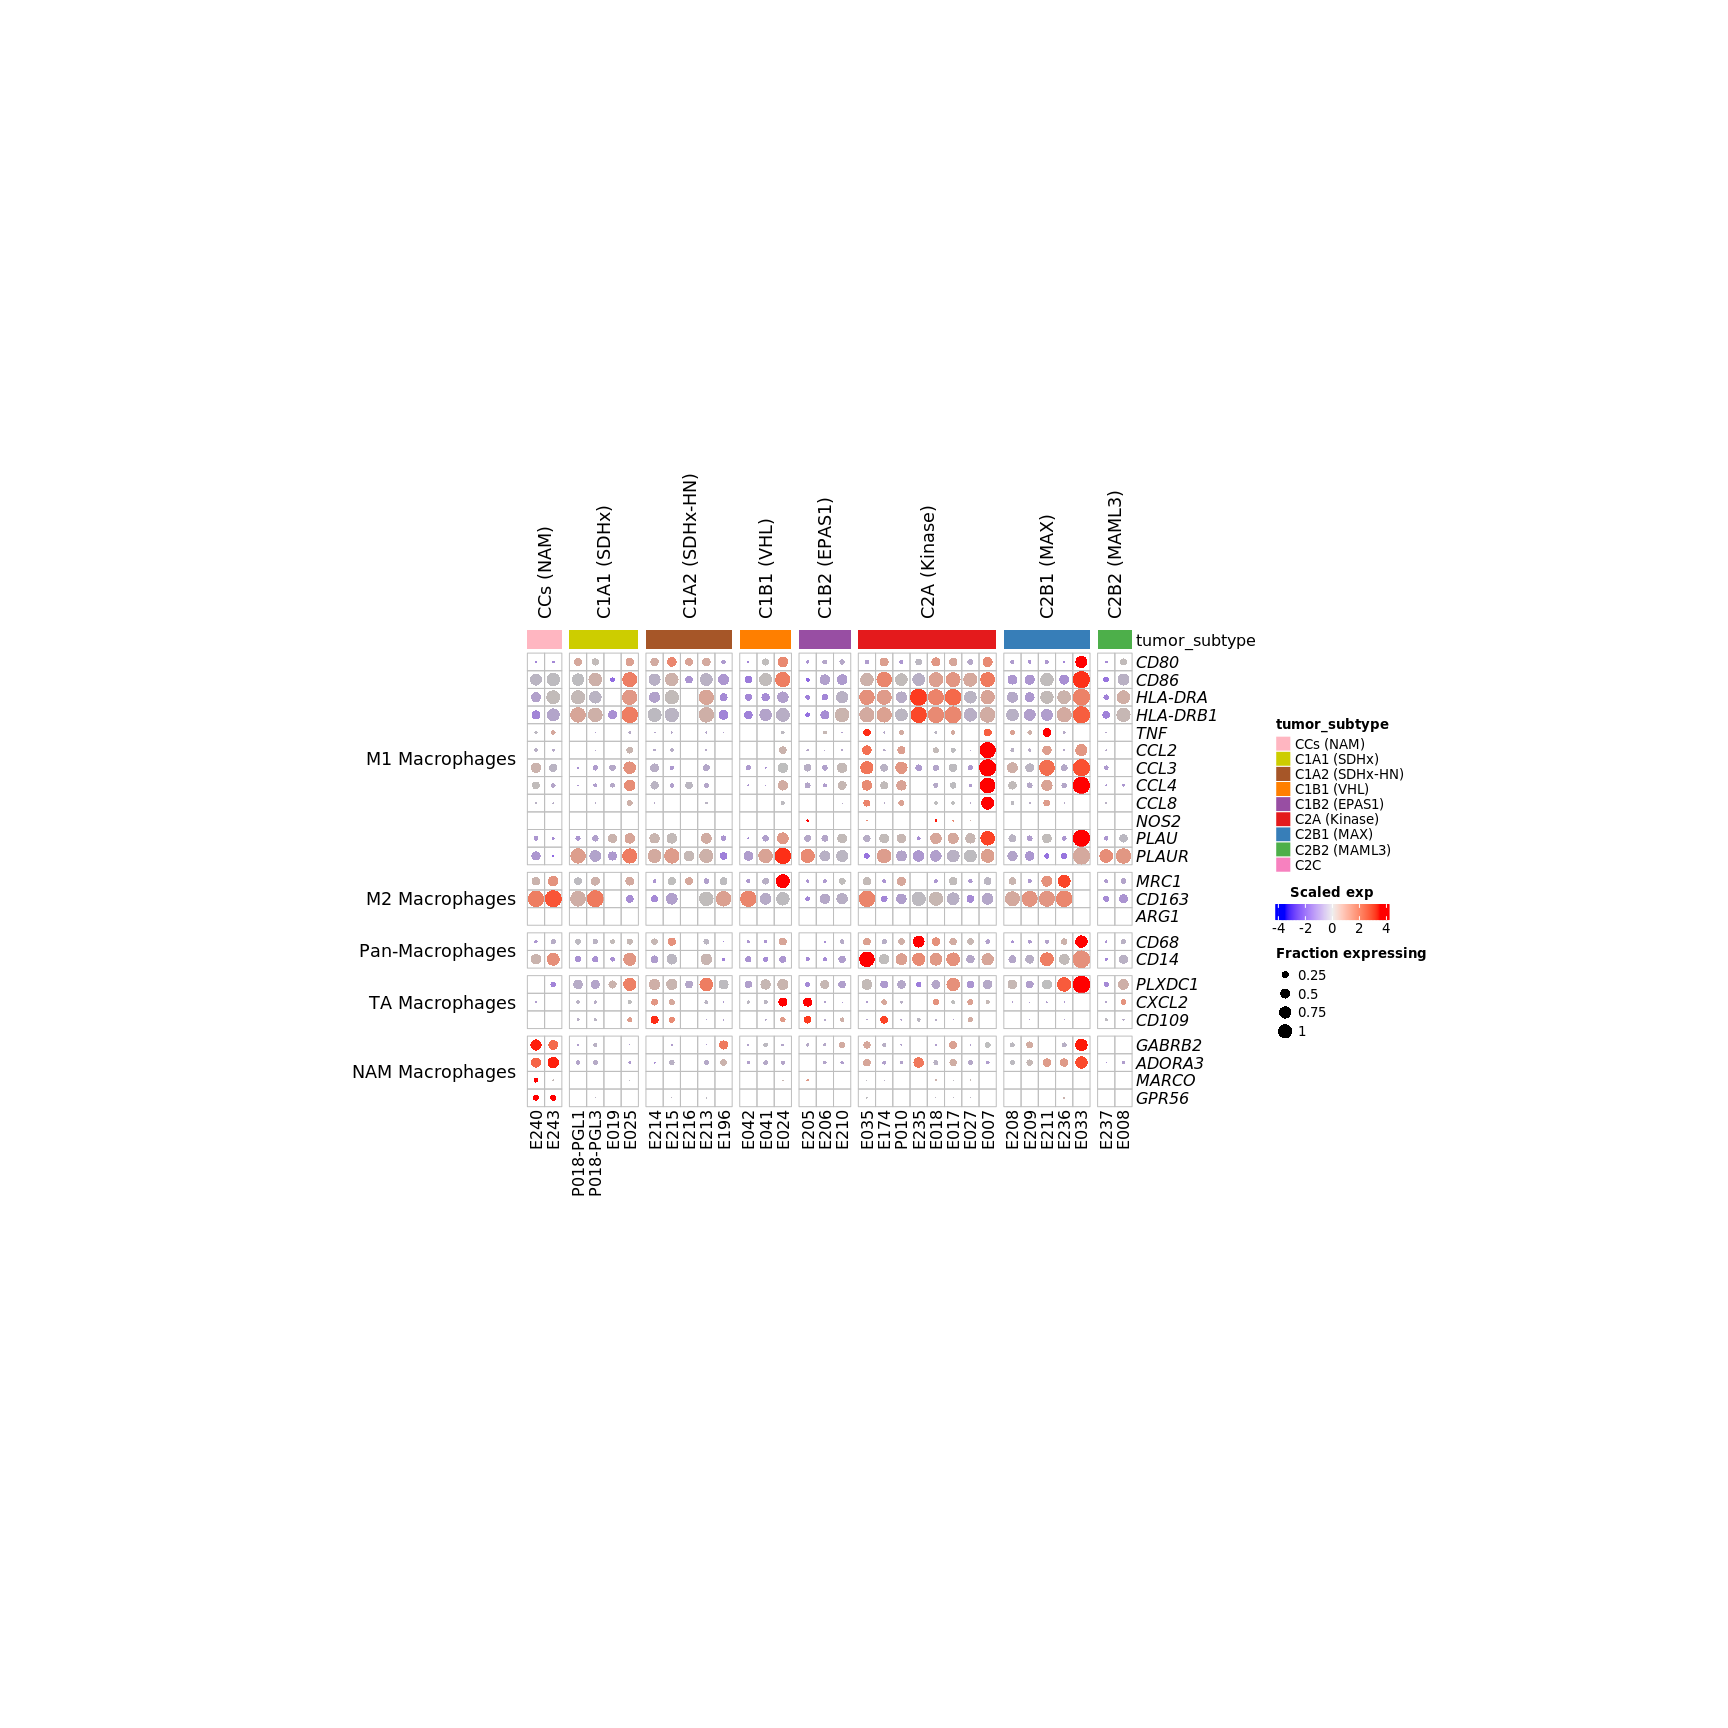 CCs (NAM)
C1A1 (SDHx)
C1A2 (SDHx-HN)
C1B1 (VHL)
C1B2 (EPAS1)
C2A (Kinase)
C2B1 (MAX)
C2B2 (MAML3)
tumor_subtype
M1 Macrophages
CD80
CD86
HLA-DRA
HLA-DRB1
TNF
CCL2
CCL3
CCL4
CCL8
NOS2
PLAU
PLAUR
M2 Macrophages
MRC1
CD163
ARG1
Pan-Macrophages
CD68
CD14
TA Macrophages
PLXDC1
CXCL2
CD109
NAM Macrophages
GABRB2
ADORA3
MARCO
GPR56
E240
E243
P018-PGL1
P018-PGL3
E019
E025
E214
E215
E216
E213
E196
E042
E041
E024
E205
E206
E210
E035
E174
P010
E235
E018
E017
E027
E007
E208
E209
E211
E236
E033
E237
E008
tumor_subtype
CCs (NAM)
C1A1 (SDHx)
C1A2 (SDHx-HN)
C1B1 (VHL)
C1B2 (EPAS1)
C2A (Kinase)
C2B1 (MAX)
C2B2 (MAML3)
C2C
Scaled exp
-4 -2 0 2 4
Fraction expressing
0.25
0.5
0.75
1